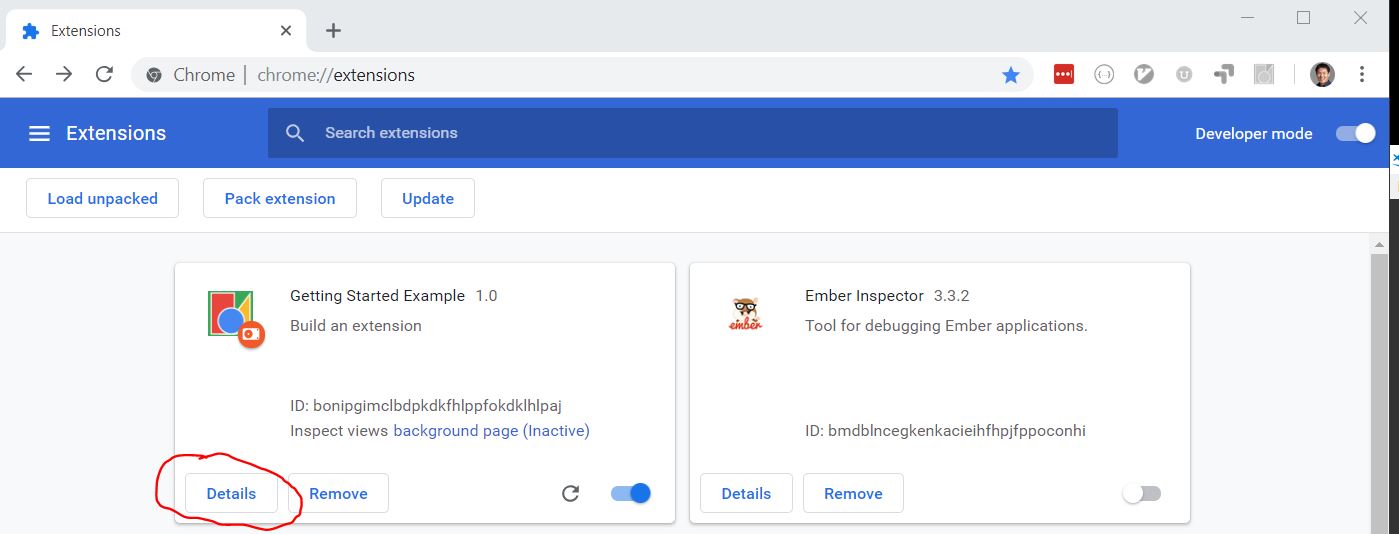 Extensions
Chrome | chrome://extensions
Extensions
Search extensions
Developer mode
Load unpacked
Pack extension
Update
Getting Started Example 1.0
Build an extension
ID: bonipgimclbdpkdkfhlppfokdklhlpaj
Inspect views background page (Inactive)
Details
Remove
ember
Ember Inspector 3.3.2
Tool for debugging Ember applications.
ID: bmdblncegkenkacieihfhpjfppoconhi
Details
Remove